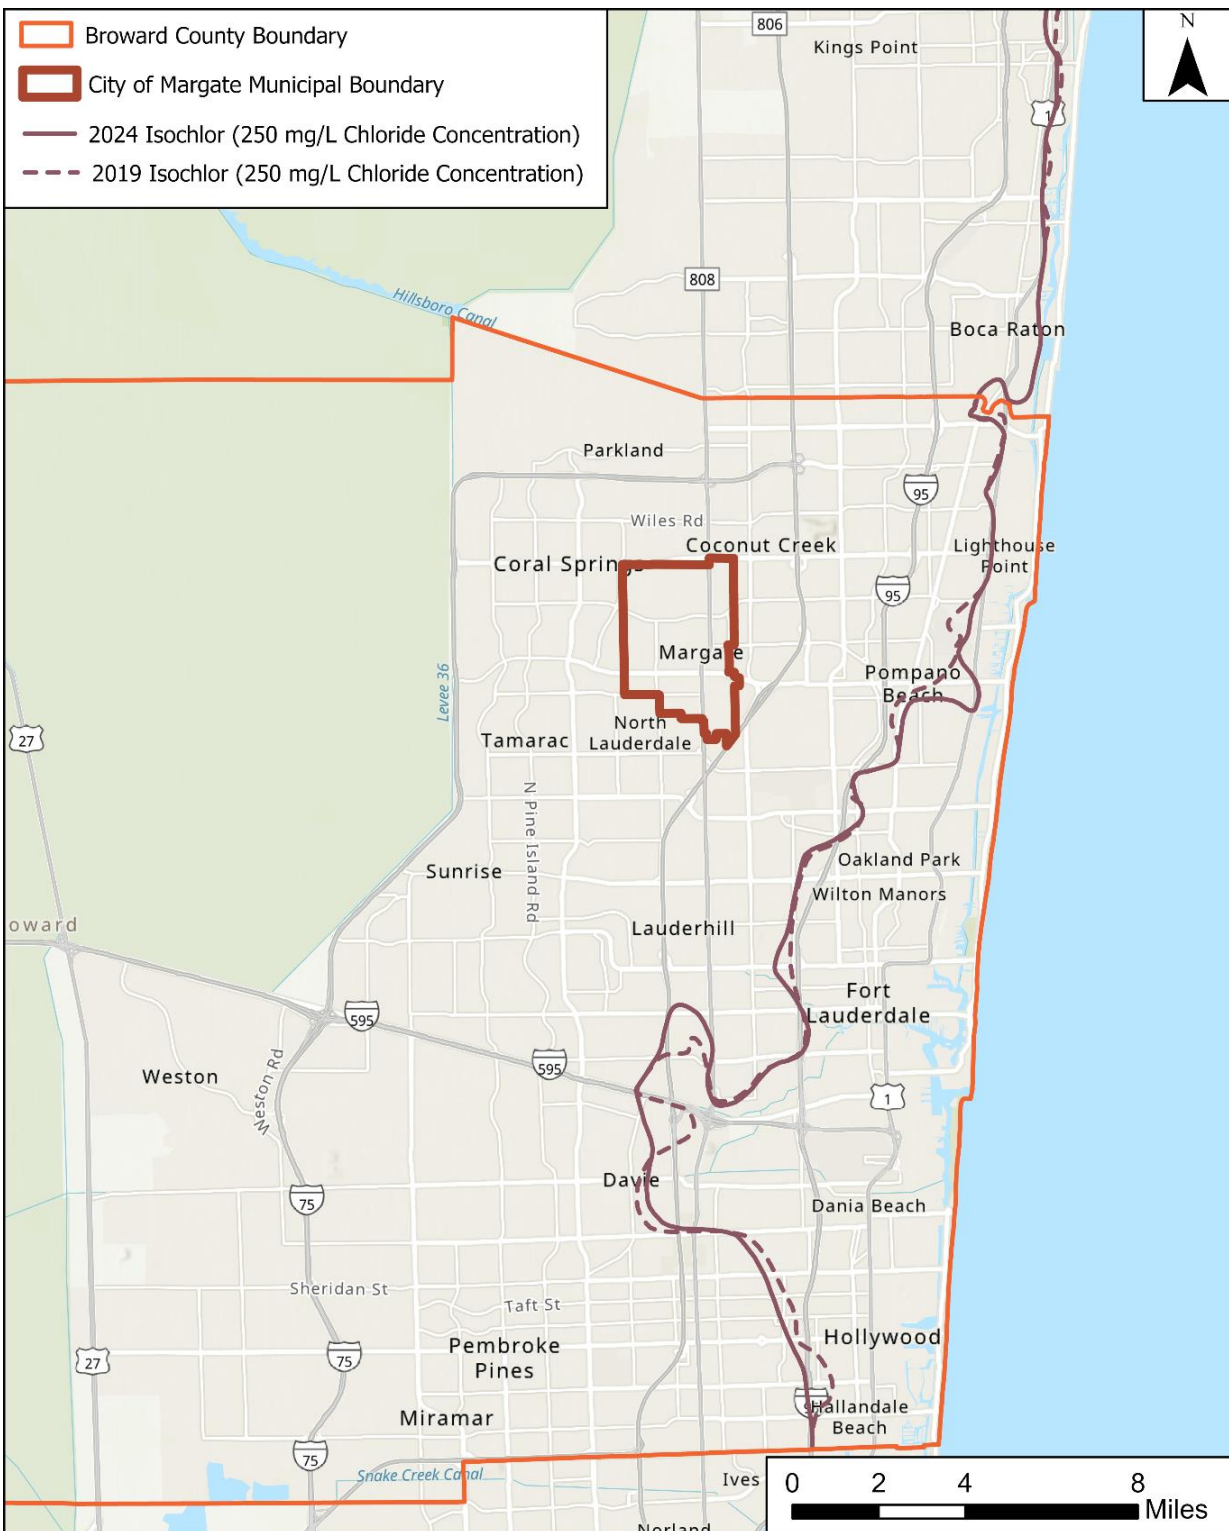 Broward County Boundary
City of Margate Municipal Boundary
2024 Isochlor (250 mg/L Chloride Concentration)
2019 Isochlor (250 mg/L Chloride Concentration)
N
806
Kings Point
1
808
Hillsboro Canal
Boca Raton
Parkland
95
Wiles Rd
Coconut Creek
Lighthouse
Point
Coral Springs
95
Margate
Levee 36
Pompano
Beach
North
Lauderdale
Tamarac
27
N Pine Island Rd
Oakland Park
Sunrise
Wilton Manors
oward
Lauderhill
Fort
Lauderdale
595
595
Weston
Weston Rd
1
Davie
75
Dania Beach
Sheridan St
Taft St
Hollywood
Pembroke
Pines
75
27
Hallandale
Beach
Miramar
75
Snake Creek Canal
Ives
Norland
0 2 4 8
Miles